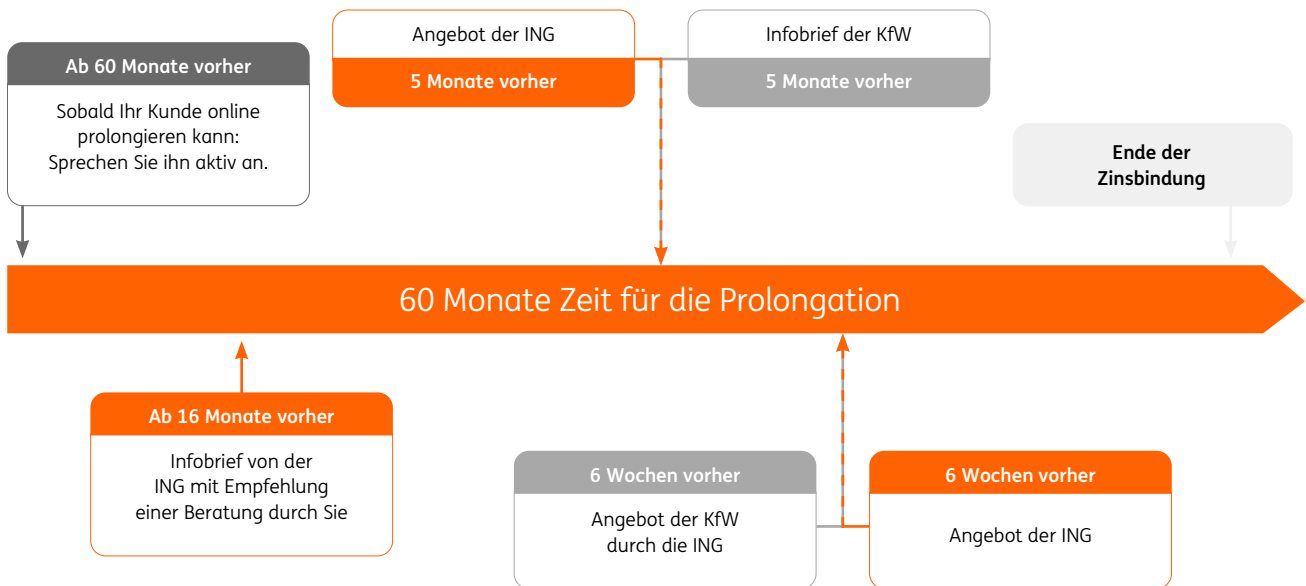 Angebot der ING
5 Monate vorher
Infobrief der KfW
5 Monate vorher
Ab 60 Monate vorher
Sobald Ihr Kunde online
prolongieren kann:
Sprechen Sie ihn aktiv an.
Ende der
Zinsbindung
60 Monate Zeit für die Prolongation
Ab 16 Monate vorher
Infobrief von der
ING mit Empfehlung
einer Beratung durch Sie
6 Wochen vorher
Angebot der KfW
durch die ING
6 Wochen vorher
Angebot der ING